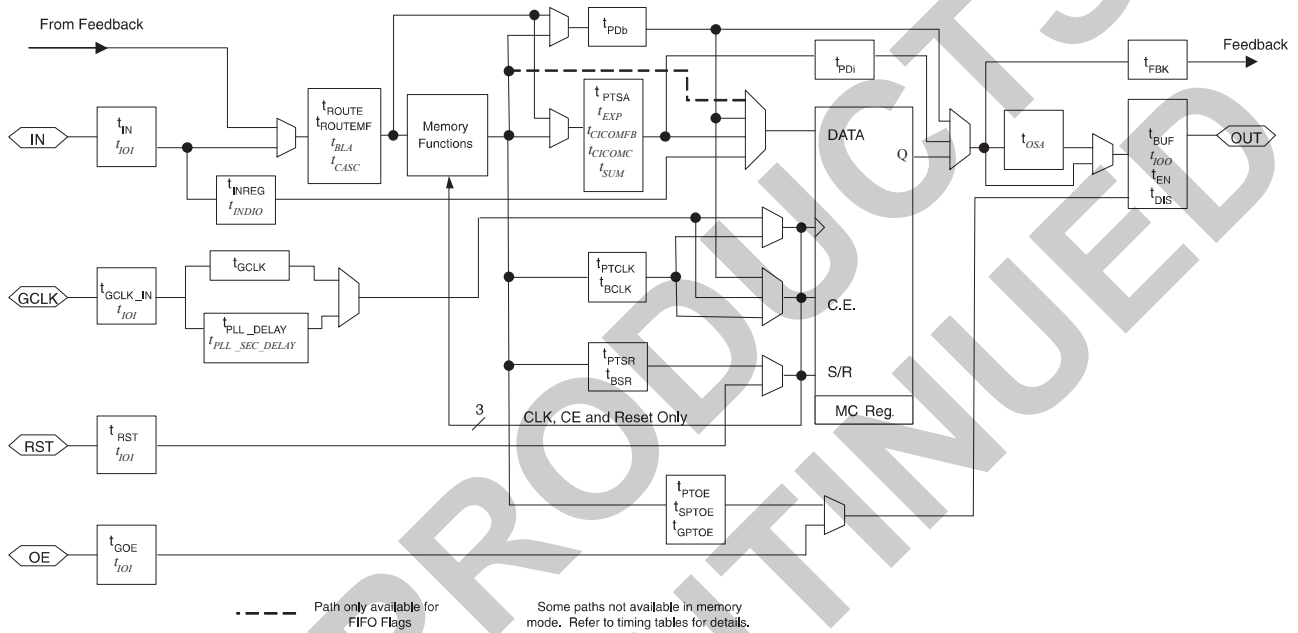 From Feedback
IN
t_IN
t_IOI
t_INREG
t_INDIO
t_ROUTE
t_ROUTEMF
t_BLA
t_CASC
Memory
Functions
t_PDb
t_PTSA
t_EXP
t_CICOMFB
t_CICOMC
t_SUM
t_PDi
DATA
Q
C.E.
S/R
MC Reg.
t_OSA
t_FBK
Feedback
t_BUF
t_IOO
t_EN
t_DIS
OUT
GCLK
t_GCLK_IN
t_IOI
t_GCLK
t_PLL_DELAY
t_PLL_SEC_DELAY
t_PTCLK
t_BCLK
t_PTSR
t_BSR
3
CLK, CE and Reset Only
RST
t_RST
t_IOI
t_PTOE
t_SPTOE
t_GPTOE
OE
t_GOE
t_IOI
Path only available for
FIFO Flags
Some paths not available in memory
mode. Refer to timing tables for details.
PRODUCTS